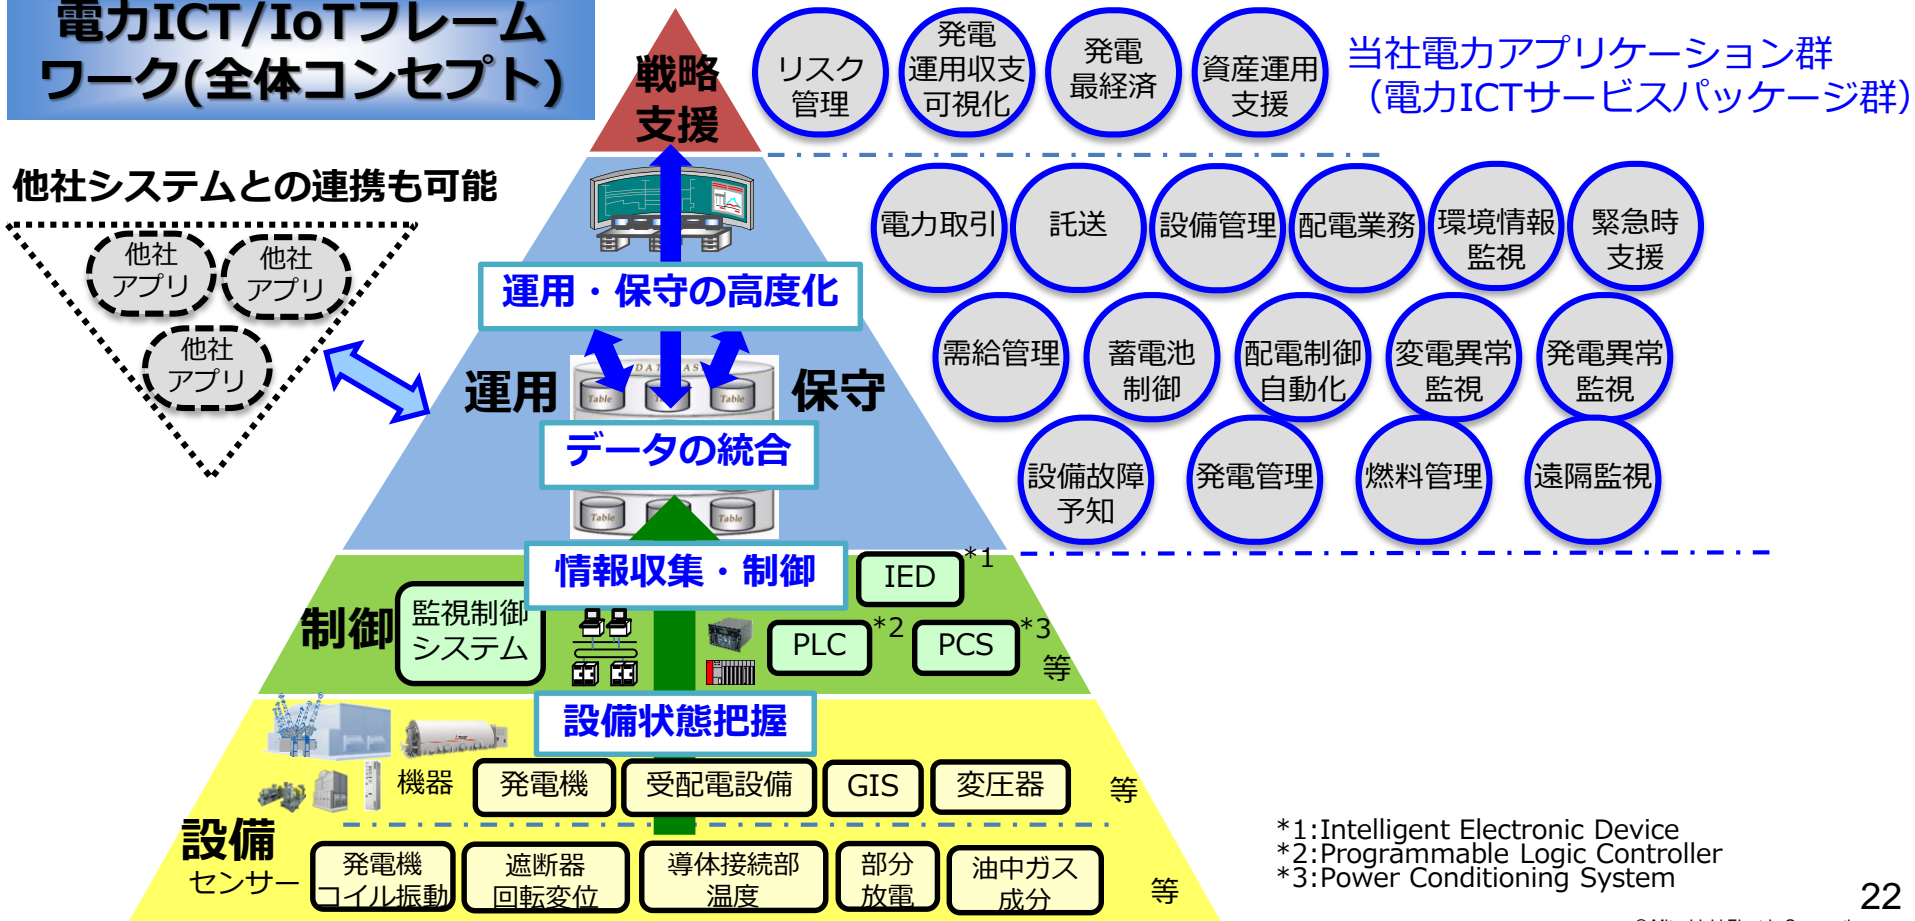 電力ICT/IoTフレーム
ワーク(全体コンセプト)
戦略
支援
リスク
管理
発電
運用収支
可視化
発電
最経済
資産運用
支援
当社電力アプリケーション群
（電力ICTサービスパッケージ群）
他社システムとの連携も可能
他社
アプリ
他社
アプリ
他社
アプリ
電力取引
託送
設備管理
配電業務
環境情報
監視
緊急時
支援
運用・保守の高度化
需給管理
蓄電池
制御
配電制御
自動化
変電異常
監視
発電異常
監視
運用
保守
Table
Table
データの統合
設備故障
予知
発電管理
燃料管理
遠隔監視
Table
Table
情報収集・制御
IED
*1
制御
監視制御
システム
PLC
*2
PCS
*3
等
設備状態把握
機器
発電機
受配電設備
GIS
変圧器
等
設備
センサー
発電機
コイル振動
遮断器
回転変位
導体接続部
温度
部分
放電
油中ガス
成分
等
*1:Intelligent Electronic Device
*2:Programmable Logic Controller
*3:Power Conditioning System
22